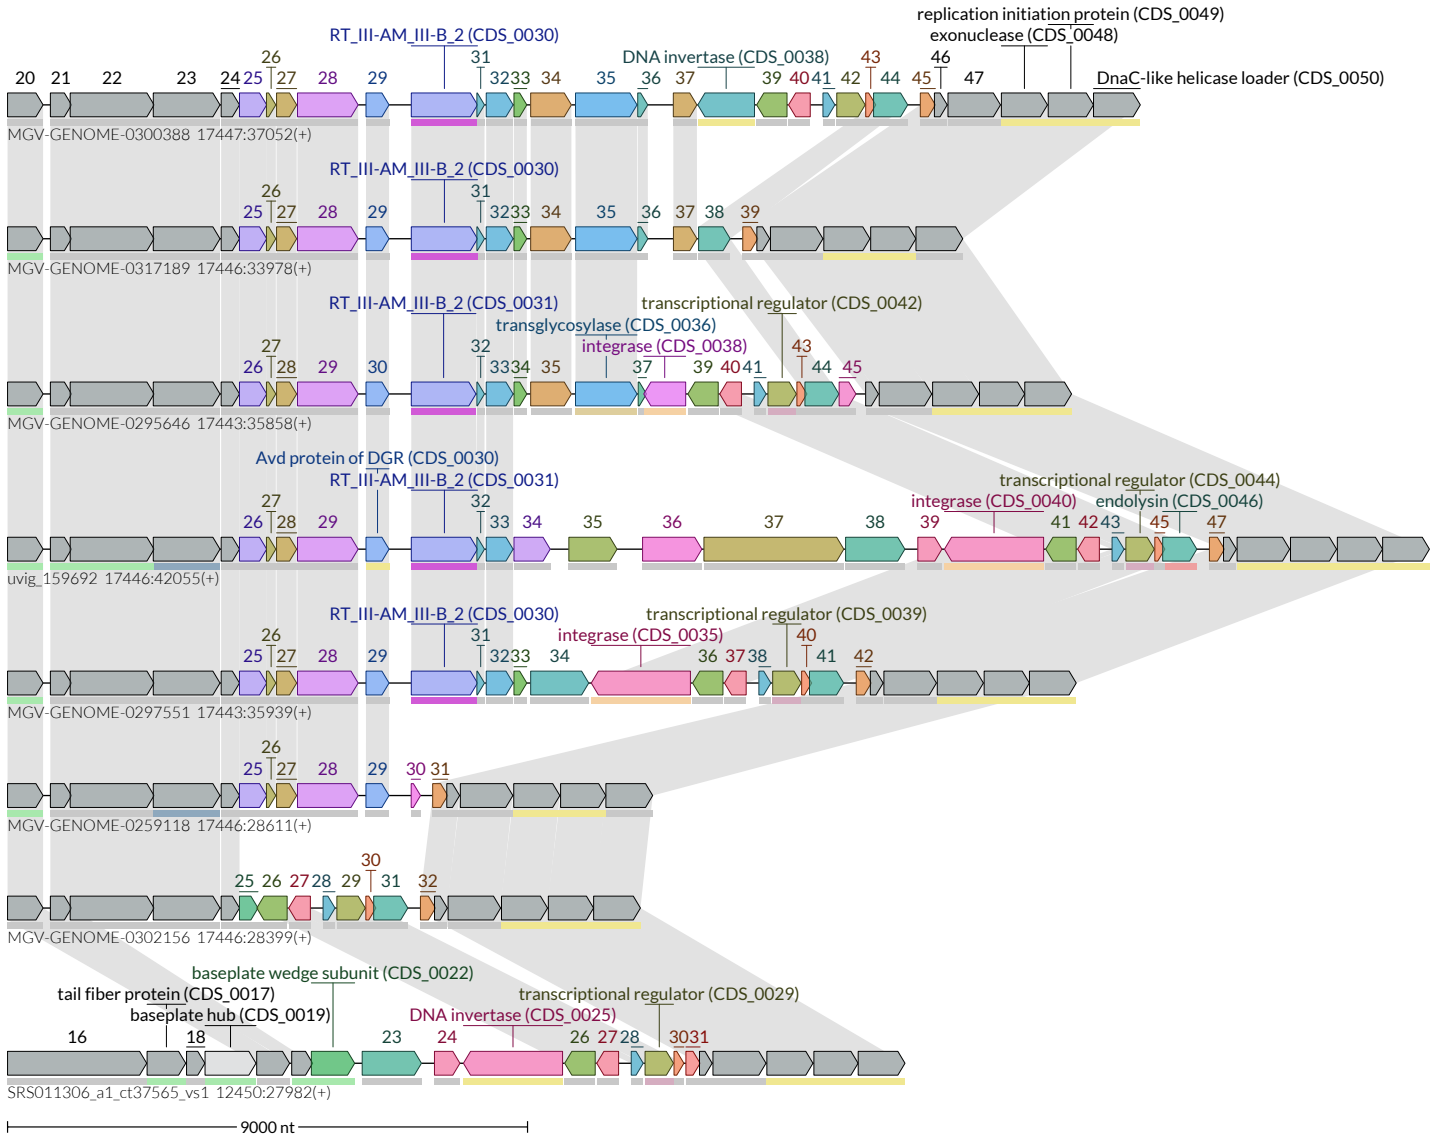 replication initiation protein (CDS_0049)
RT_III-AM_III-B_2 (CDS_0030) exonuclease (CDS_0048)
26 31 DNA invertase (CDS_0038) 43 46
20 21 22 23 24 25 27 28 29 32 33 34 35 36 37 39 40 41 42 44 45 47 DnaC-like helicase loader (CDS_0050)
MGV-GENOME-0300388 17447:37052(+)
RT_III-AM_III-B_2 (CDS_0030)
26 31
25 27 28 29 32 33 34 35 36 37 38 39
MGV-GENOME-0317189 17446:33978(+)
RT_III-AM_III-B_2 (CDS_0031) transcriptional regulator (CDS_0042)
transglycosylase (CDS_0036)
27 32 integrase (CDS_0038) 43
26 28 29 30 33 34 35 37 39 40 41 44 45
MGV-GENOME-0295646 17443:35858(+)
Avd protein of DGR (CDS_0030)
RT_III-AM_III-B_2 (CDS_0031) transcriptional regulator (CDS_0044)
27 32 integrase (CDS_0040) endolysin (CDS_0046)
26 28 29 33 34 35 36 37 38 39 41 42 43 45 47
uvig_159692 17446:42055(+)
RT_III-AM_III-B_2 (CDS_0030) transcriptional regulator (CDS_0039)
26 31 integrase (CDS_0035) 40
25 27 28 29 32 33 34 36 37 38 41 42
MGV-GENOME-0297551 17443:35939(+)
26
25 27 28 29 30 31
MGV-GENOME-0259118 17446:28611(+)
30
25 26 27 28 29 31 32
MGV-GENOME-0302156 17446:28399(+)
baseplate wedge subunit (CDS_0022)
tail fiber protein (CDS_0017) transcriptional regulator (CDS_0029)
baseplate hub (CDS_0019) DNA invertase (CDS_0025)
16 18 23 24 26 27 28 30 31
SRS011306_a1_ct37565_vs1 12450:27982(+)
9000 nt